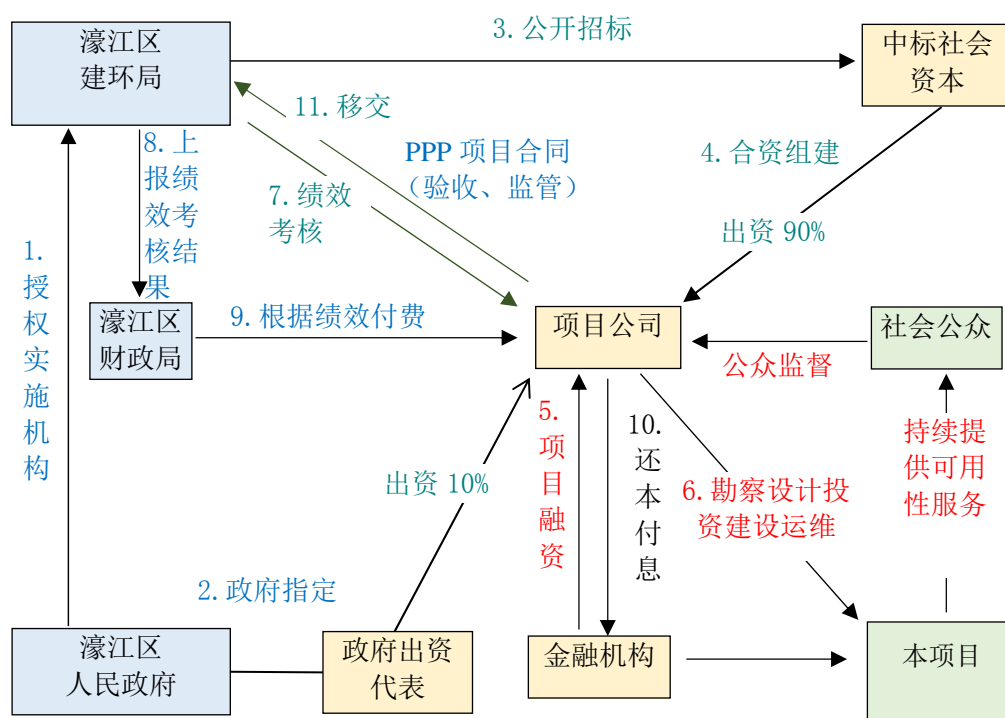 濠江区
建环局
3.公开招标
中标社会
资本
11.移交
8.上
报绩
效考
核结
果
PPP 项目合同
（验收、监管）
4.合资组建
7.绩效
考核
出资 90%
1.
授
权
实
施
机
构
濠江区
财政局
9.根据绩效付费
项目公司
社会公众
公众监督
5.
项
目
融
资
10.
还
本
付
息
持续提
供可用
性服务
出资 10%
6.勘察设计投
资建设运维
2.政府指定
濠江区
人民政府
政府出资
代表
金融机构
本项目